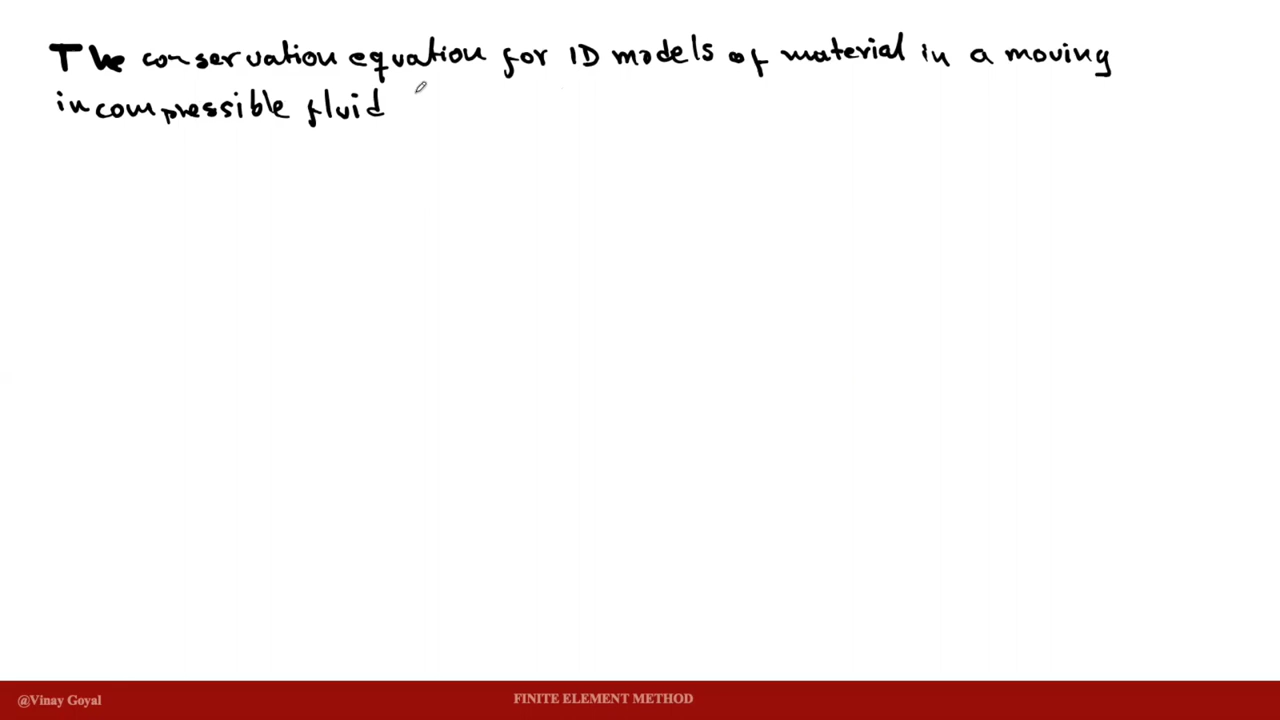 The conservation equation for 1D models of material in a moving
incompressible fluid
@Vinay Goyal
FINITE ELEMENT METHOD